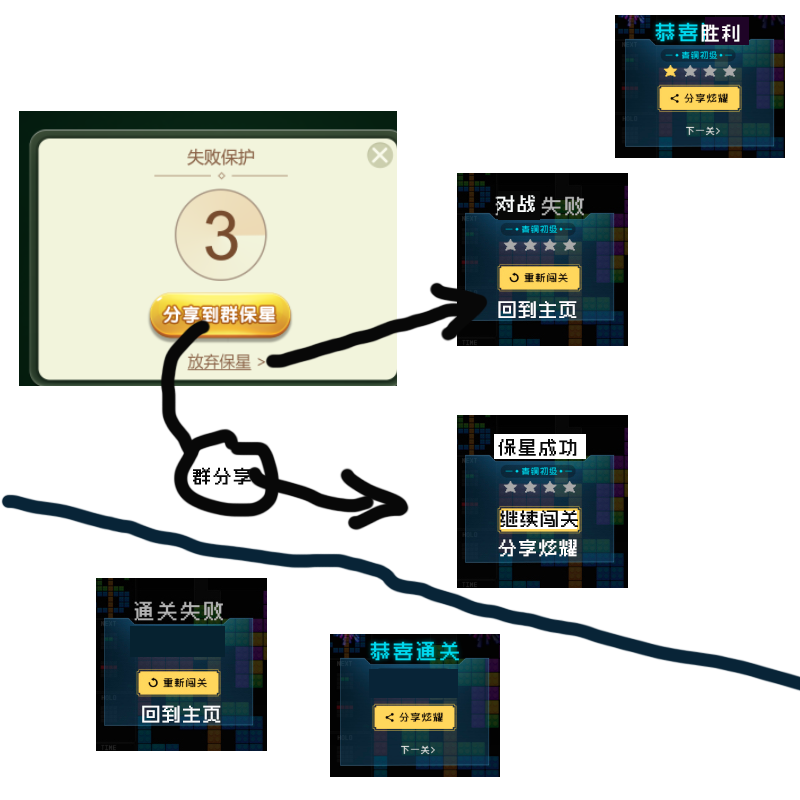 恭喜胜利
青铜初级
分享炫耀
下一关>
失败保护
3
分享到群保星
放弃保星 >
对战失败
青铜初级
重新闯关
回到主页
群分享
保星成功
青铜初级
继续闯关
分享炫耀
TIME
通关失败
重新闯关
回到主页
TIME
恭喜通关
分享炫耀
下一关>